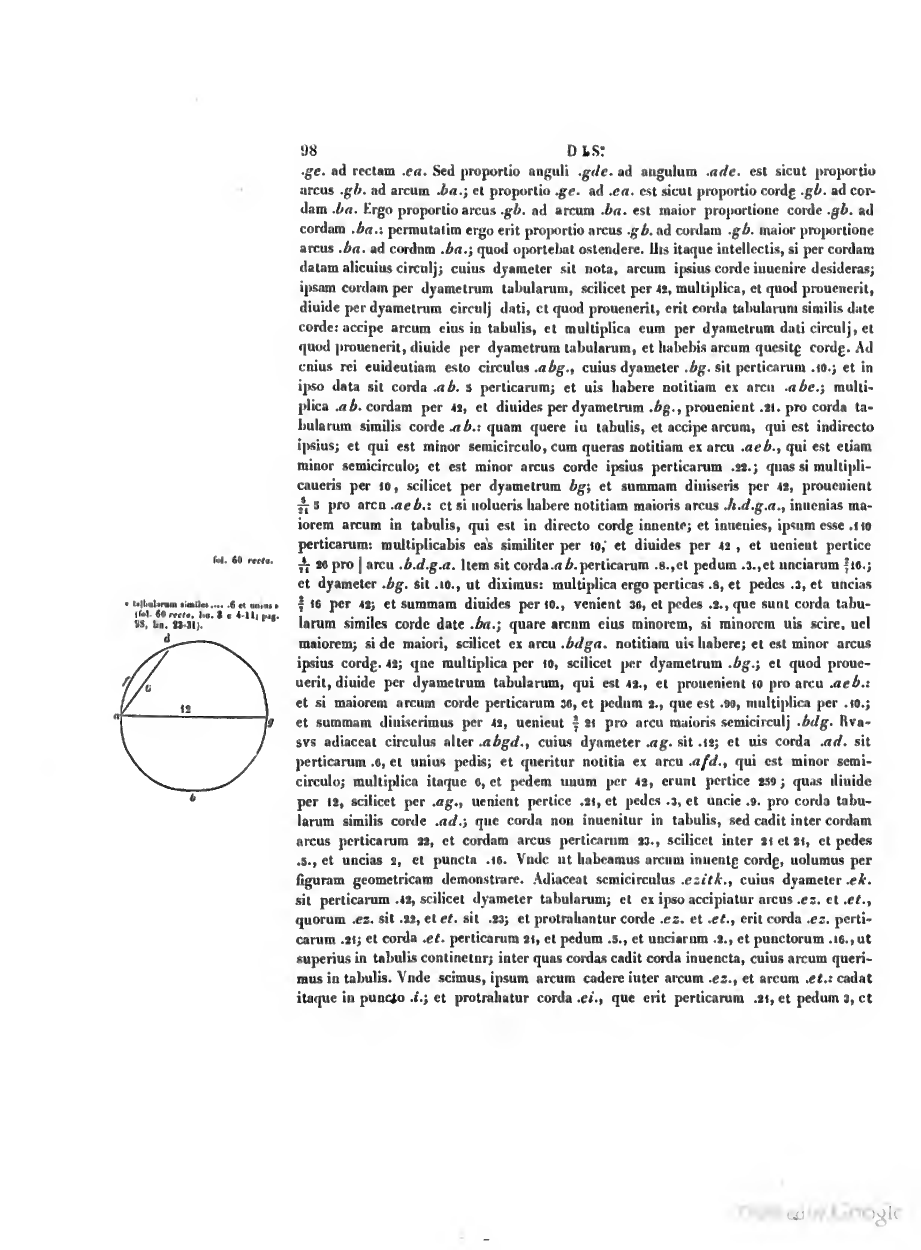 98
DIS:
.ge. ad rectam .ea. Sed proportio anguli .gde. ad angulum .ade. est sicut proportio
arcus .gb. ad arcum .ba.; et proportio .ge. ad .ea. est sicut proportio cordę .gb. ad cor-
dam .ba. Ergo proportio arcus .gb. ad arcum .ba. est maior proportione corde .gb. ad
cordam .ba.: permutatim ergo erit proportio arcus .gb. ad cordam .gb. maior proportione
arcus .ba. ad cordam .ba.; quod oportebat ostendere. His itaque intellectis, si per cordam
datam alicuius circulj; cuius dyameter sit nota, arcum ipsius corde inuenire desideras;
ipsam cordam per dyametrum tabularum, scilicet per 42, multiplica, et quod prouenerit,
diuide per dyametrum circulj dati, et quod prouenerit, erit corda tabularum similis date
corde: accipe arcum eius in tabulis, et multiplica eum per dyametrum dati circulj, et
quod prouenerit, diuide per dyametrum tabularum, et habebis arcum quesitę cordę. Ad
cuius rei euidentiam esto circulus .abg., cuius dyameter .bg. sit perticarum .10.; et in
ipso data sit corda .ab. 5 perticarum; et uis habere notitiam ex arcu .abe.; multi-
plica .ab. cordam per 42, et diuides per dyametrum .bg., prouenient .21. pro corda ta-
bularum similis corde .ab.: quam quere in tabulis, et accipe arcum, qui est indirecto
ipsius; et qui est minor semicirculo, cum queras notitiam ex arcu .aeb., qui est etiam
minor semicirculo; et est minor arcus corde ipsius perticarum .22.; quas si multipli-
caueris per 10, scilicet per dyametrum bg; et summam diuiseris per 42, prouenient
5/21 5 pro arcu .aeb.: et si uolueris habere notitiam maioris arcus .h.d.g.a., inuenias ma-
iorem arcum in tabulis, qui est in directo cordę inuente; et inuenies, ipsum esse .110
perticarum: multiplicabis eas similiter per 10, et diuides per 42 , et uenient pertice
26 pro | arcu .b.d.g.a. Item sit corda .ab. perticarum .8., et pedum .3., et unciarum 2/7 16.;
et dyameter .bg. sit .10., ut diximus: multiplica ergo perticas .8, et pedes .3, et uncias
2/7 16 per 42; et summam diuides per 10., venient 36, et pedes .2., que sunt corda tabu-
larum similes corde date .ba.; quare arcum eius minorem, si minorem uis scire, uel
maiorem; si de maiori, scilicet ex arcu .bdga. notitiam uis habere; et est minor arcus
ipsius cordę. 42; que multiplica per 10, scilicet per dyametrum .bg.; et quod proue-
uerit, diuide per dyametrum tabularum, qui est 42., et prouenient 10 pro arcu .aeb.:
et si maiorem arcum corde perticarum 36, et pedum 2., que est .90, multiplica per .10.;
et summam diuiserimus per 42, uenient 3/7 21 pro arcu maioris semicirculj .bdg. Rva-
svs adiaceat circulus alter .abgd., cuius dyameter .ag. sit .12; et uis corda .ad. sit
perticarum .6, et unius pedis; et queritur notitia ex arcu .afd., qui est minor semi-
circulo; multiplica itaque 6, et pedem unum per 42, erunt pertice 259 ; quas diuide
per 12, scilicet per .ag., uenient pertice .21, et pedes .3, et uncie .9. pro corda tabu-
larum similis corde .ad.; que corda non inuenitur in tabulis, sed cadit inter cordam
arcus perticarum 22, et cordam arcus perticarum 23., scilicet inter 21 et 21, et pedes
.5., et uncias 2, et puncta .16. Vnde ut habeamus arcum inuentę cordę, uolumus per
figuram geometricam demonstrare. Adiaceat semicirculus .ezitk., cuius dyameter .ek.
sit perticarum .42, scilicet dyameter tabularum; et ex ipso accipiatur arcus .ez. et .et.,
quorum .ez. sit .22, et et. sit .23; et protrahantur corde .ez. et .et., erit corda .ez. perti-
carum .21; et corda .et. perticarum 21, et pedum .5., et unciarum .2., et punctorum .16., ut
superius in tabulis continetur; inter quas cordas cadit corda inuencta, cuius arcum queri-
mus in tabulis. Vnde scimus, ipsum arcum cadere inter arcum .ez., et arcum .et.: cadat
itaque in puncto .i.; et protrahatur corda .ei., que erit perticarum .21, et pedum 3, et
fol. 60 recto.
« tabularum similes .... .6 et unius »
(fol. 60 recto, lin. 3 e 4-11; pag.
98, lin. 23-31).
d
f
6
12
a
g
b
Google